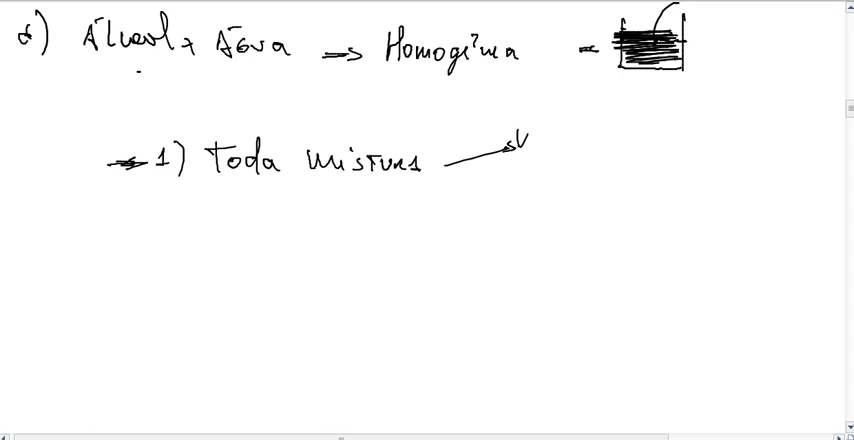 d) Álcool + Água => Homogênea =
=> 1) Toda mistura